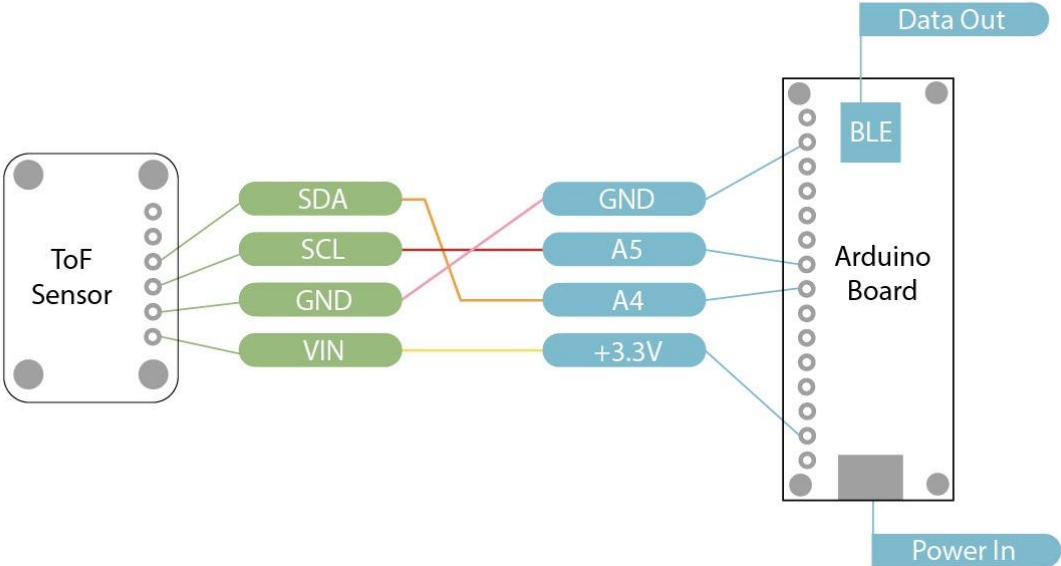 Data Out
BLE
ToF
Sensor
SDA
SCL
GND
VIN
GND
A5
A4
+3.3V
Arduino
Board
Power In